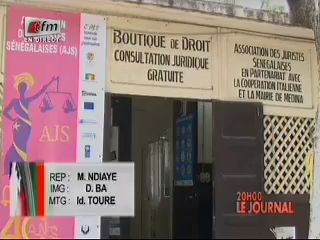 tfm
SÉNÉGALAISES (AJS)
AJS
BOUTIQUE DE DROIT
CONSULTATION JURIDIQUE
GRATUITE
ASSOCIATION DES JURISTES
SÉNÉGALAISES
EN PARTENARIAT AVEC
LA COOPÉRATION ITALIENNE
ET LA MAIRIE DE MEDINA
REP : M. NDIAYE
IMG : D. BA
MTG : Id. TOURE
20H00
LE JOURNAL